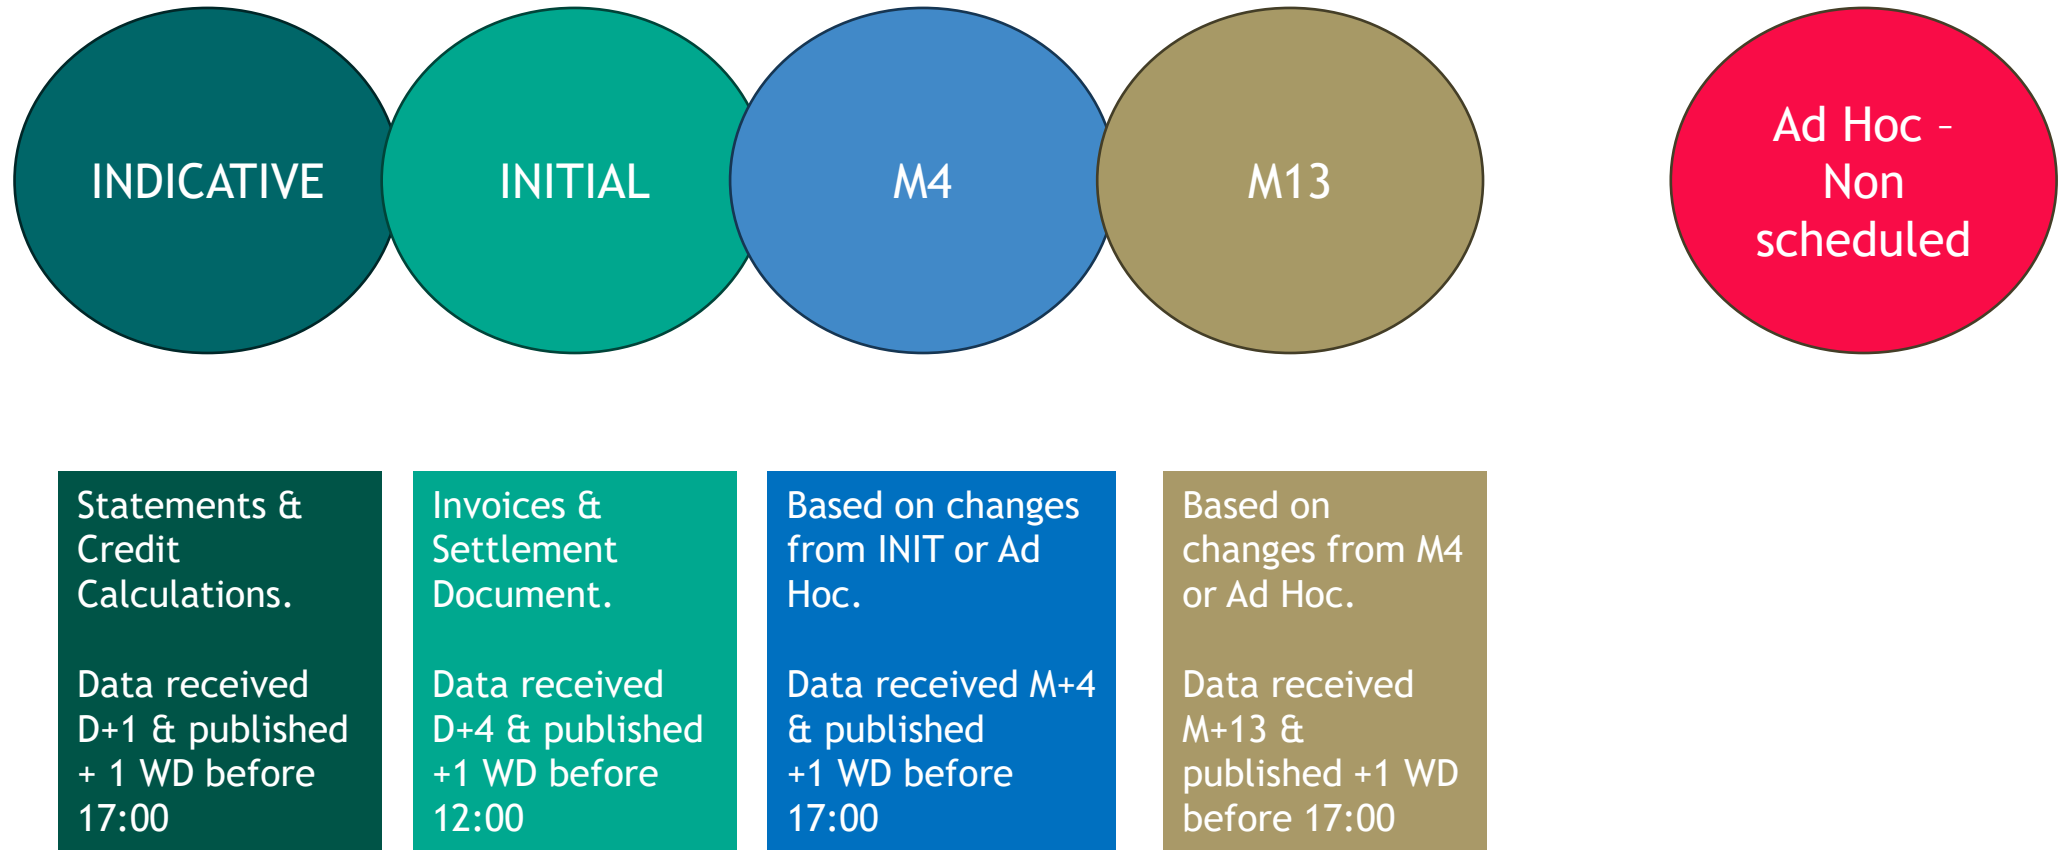 INDICATIVE
INITIAL
M4
M13
Ad Hoc –
Non
scheduled
Statements &
Credit
Calculations.
Data received
D+1 & published
+ 1 WD before
17:00
Invoices &
Settlement
Document.
Data received
D+4 & published
+1 WD before
12:00
Based on changes
from INIT or Ad
Hoc.
Data received M+4
& published
+1 WD before
17:00
Based on
changes from M4
or Ad Hoc.
Data received
M+13 &
published +1 WD
before 17:00